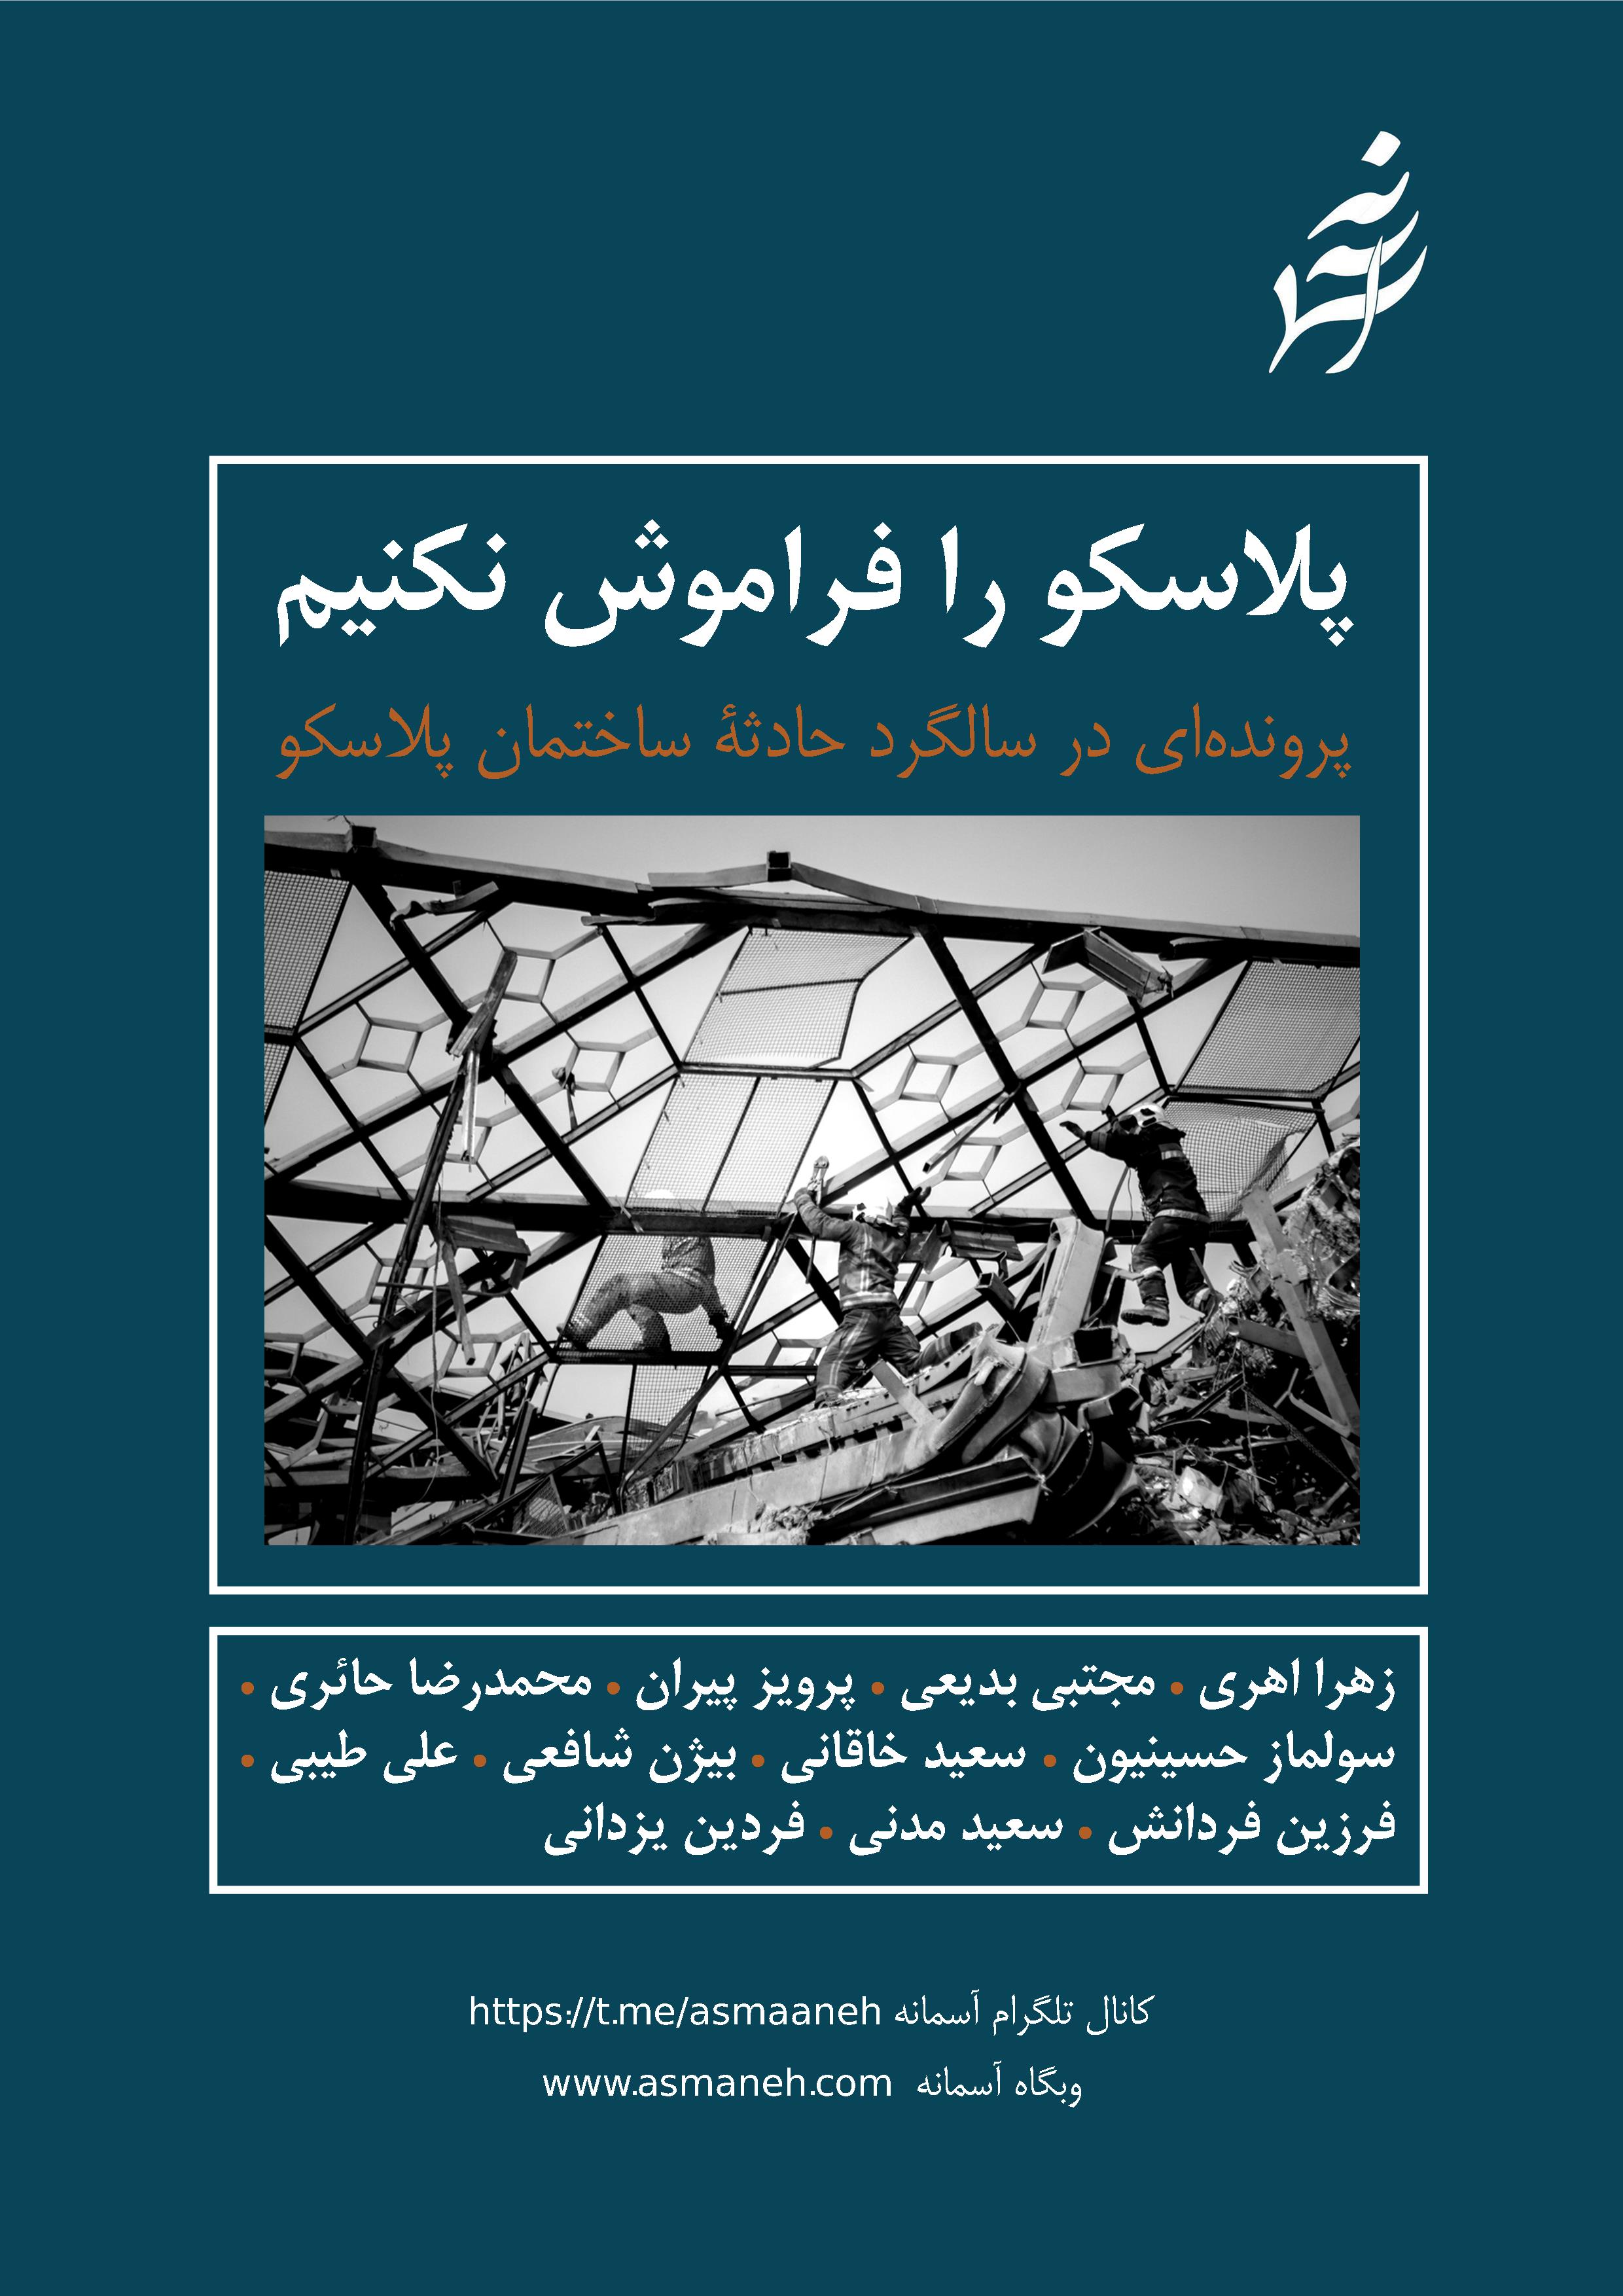 آسمانه
پلاسکو را فراموش نکنیم
پرونده‌ای در سالگرد حادثهٔ ساختمان پلاسکو
زهرا اهری • مجتبی بدیعی • پرویز پیران • محمدرضا حائری •
سولماز حسینیون • سعید خاقانی • بیژن شافعی • علی طیبی •
فرزین فردانش • سعید مدنی • فردین یزدانی
کانال تلگرام آسمانه https://t.me/asmaaneh
وبگاه آسمانه www.asmaneh.com